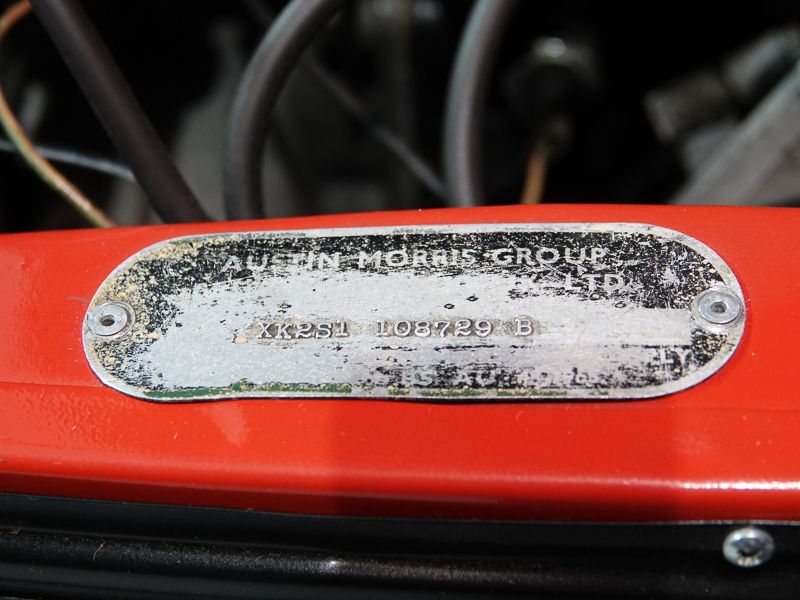 AUSTIN MORRIS GROUP
LTD
XK2S1 108729 B